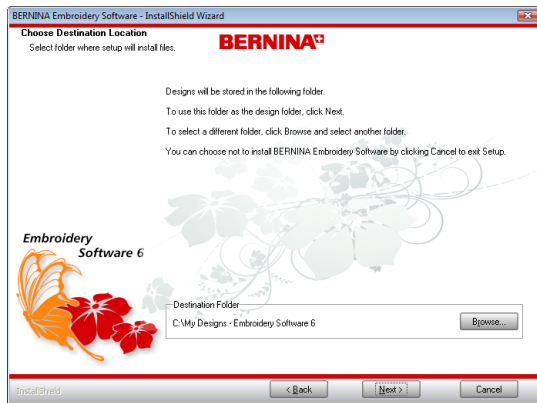 BERNINA Embroidery Software - InstallShield Wizard
Choose Destination Location
Select folder where setup will install files.
BERNINA
Designs will be stored in the following folder.
To use this folder as the design folder, click Next.
To select a different folder, click Browse and select another folder.
You can choose not to install BERNINA Embroidery Software by clicking Cancel to exit Setup.
Embroidery
Software 6
Destination Folder
C:\My Designs - Embroidery Software 6
Browse...
InstallShield
< Back
Next >
Cancel